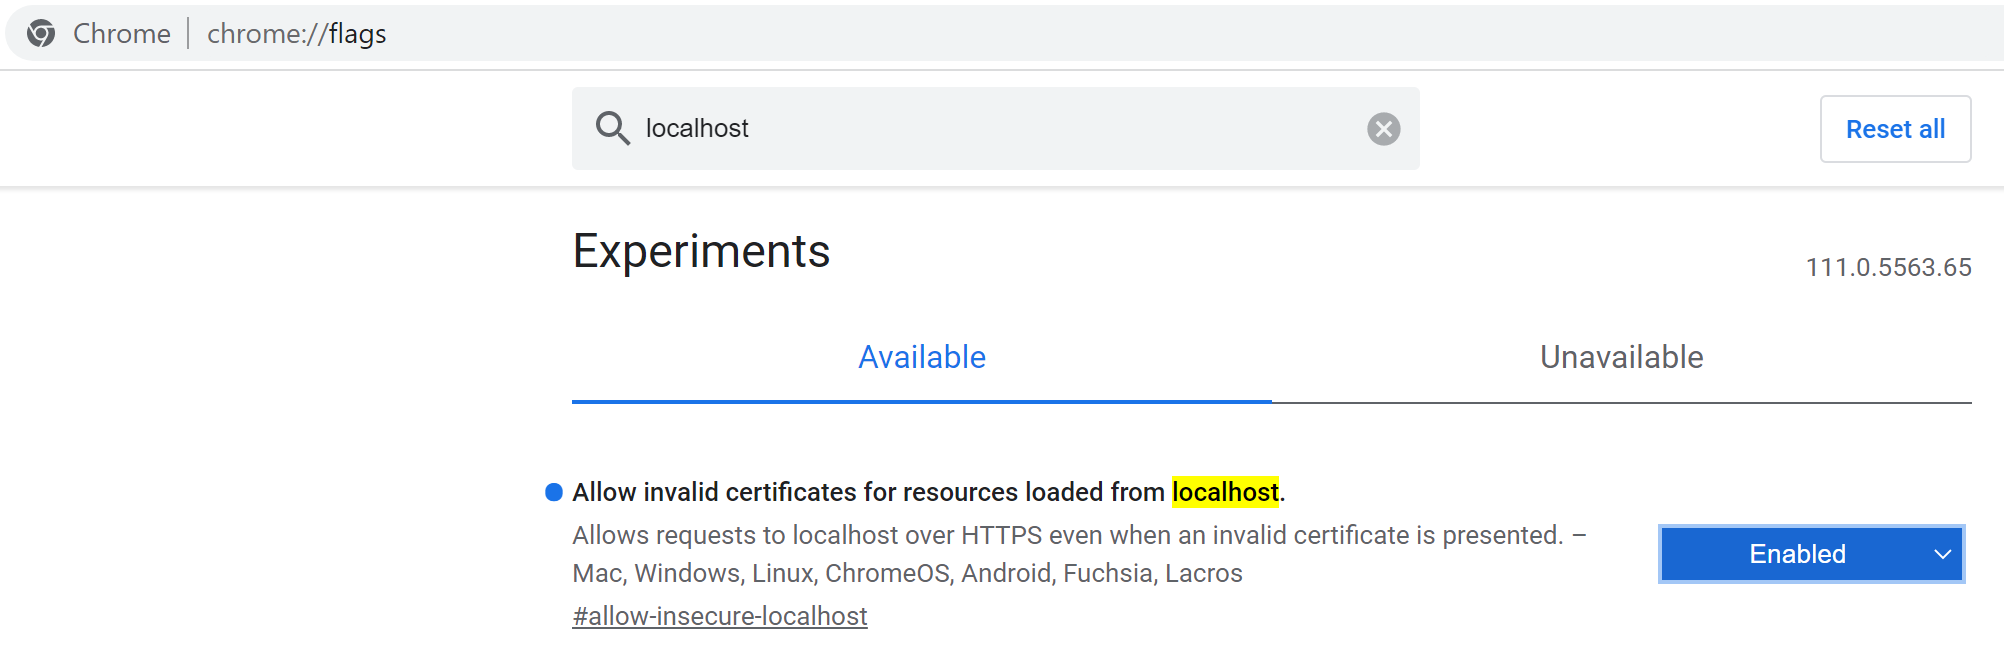 Chrome | chrome://flags
localhost
Reset all
Experiments
111.0.5563.65
Available
Unavailable
Allow invalid certificates for resources loaded from localhost.
Allows requests to localhost over HTTPS even when an invalid certificate is presented. –
Mac, Windows, Linux, ChromeOS, Android, Fuchsia, Lacros
Enabled
#allow-insecure-localhost